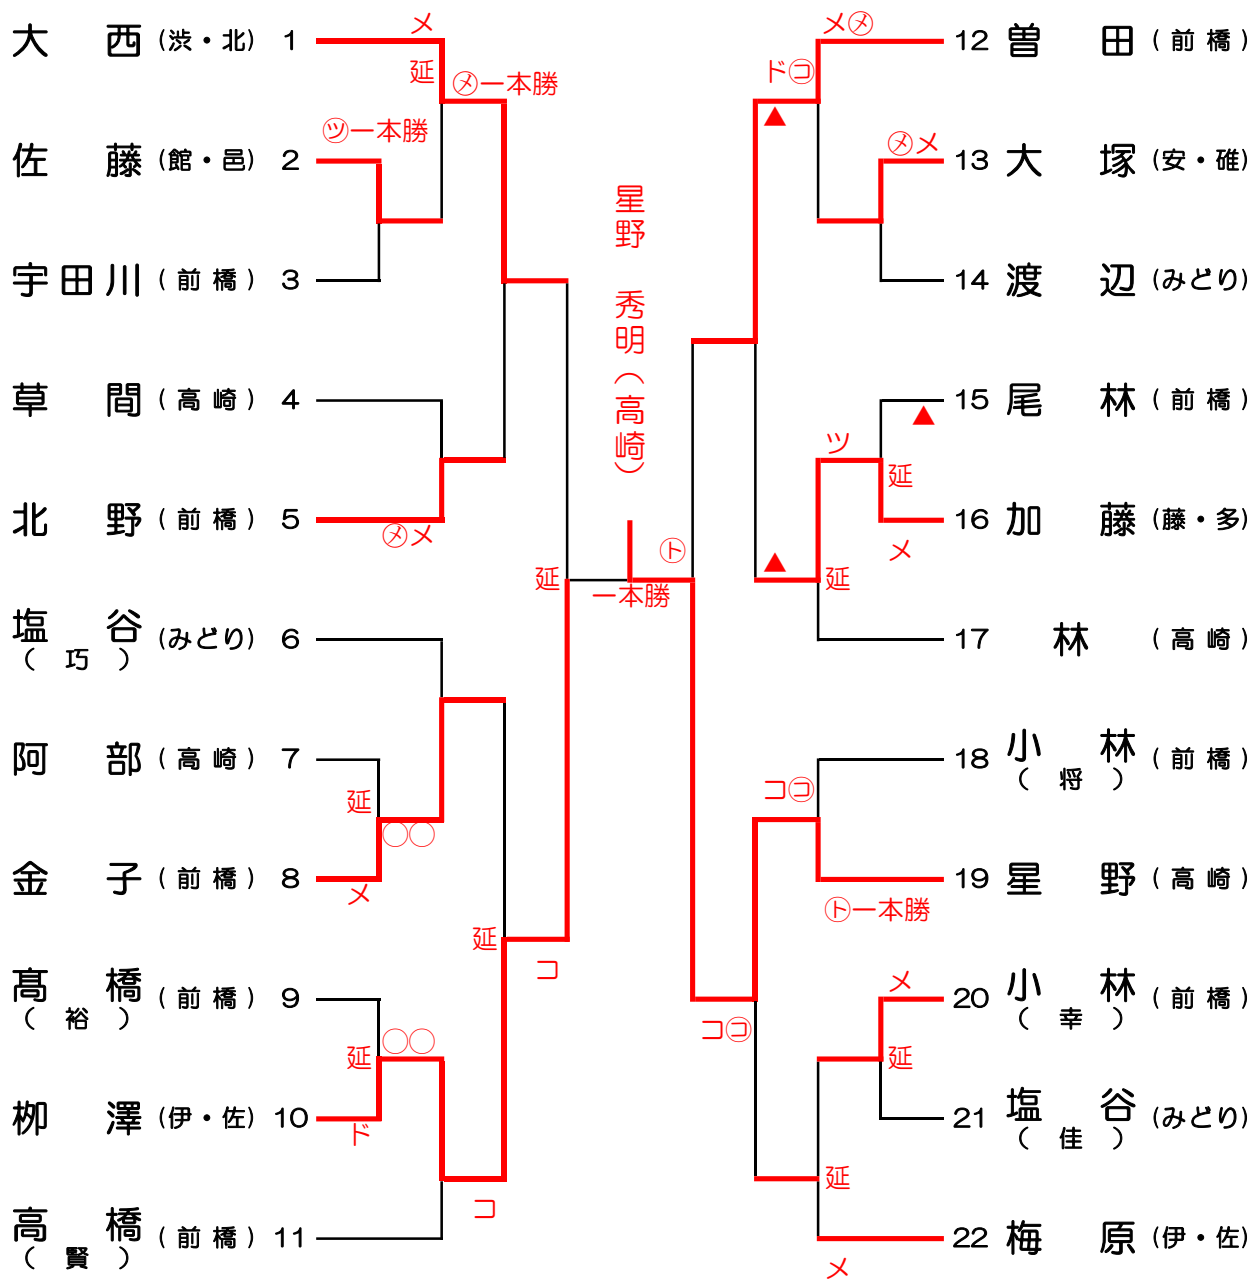 大西 (渋・北) 1
メ
延
㋱一本勝
佐藤 (館・邑) 2
㋡一本勝
宇田川 (前橋) 3
草間 (高崎) 4
北野 (前橋) 5
㋱メ
塩谷(巧) (みどり) 6
阿部 (高崎) 7
延
〇〇
金子 (前橋) 8
メ
延
コ
髙橋(裕) (前橋) 9
延
〇〇
栁澤 (伊・佐) 10
ド
コ
高橋(賢) (前橋) 11
星野 秀明(高崎)
延
一本勝
㋣
メ㋱
12 曽田 (前橋)
ド㋙
▲
㋱メ
13 大塚 (安・碓)
14 渡辺 (みどり)
15 尾林 (前橋)
▲
ツ
延
16 加藤 (藤・多)
メ
▲
延
17 林 (高崎)
18 小林(将) (前橋)
コ㋙
19 星野 (高崎)
㋣一本勝
コ㋙
メ
20 小林(幸) (前橋)
延
21 塩谷(佳) (みどり)
延
22 梅原 (伊・佐)
メ